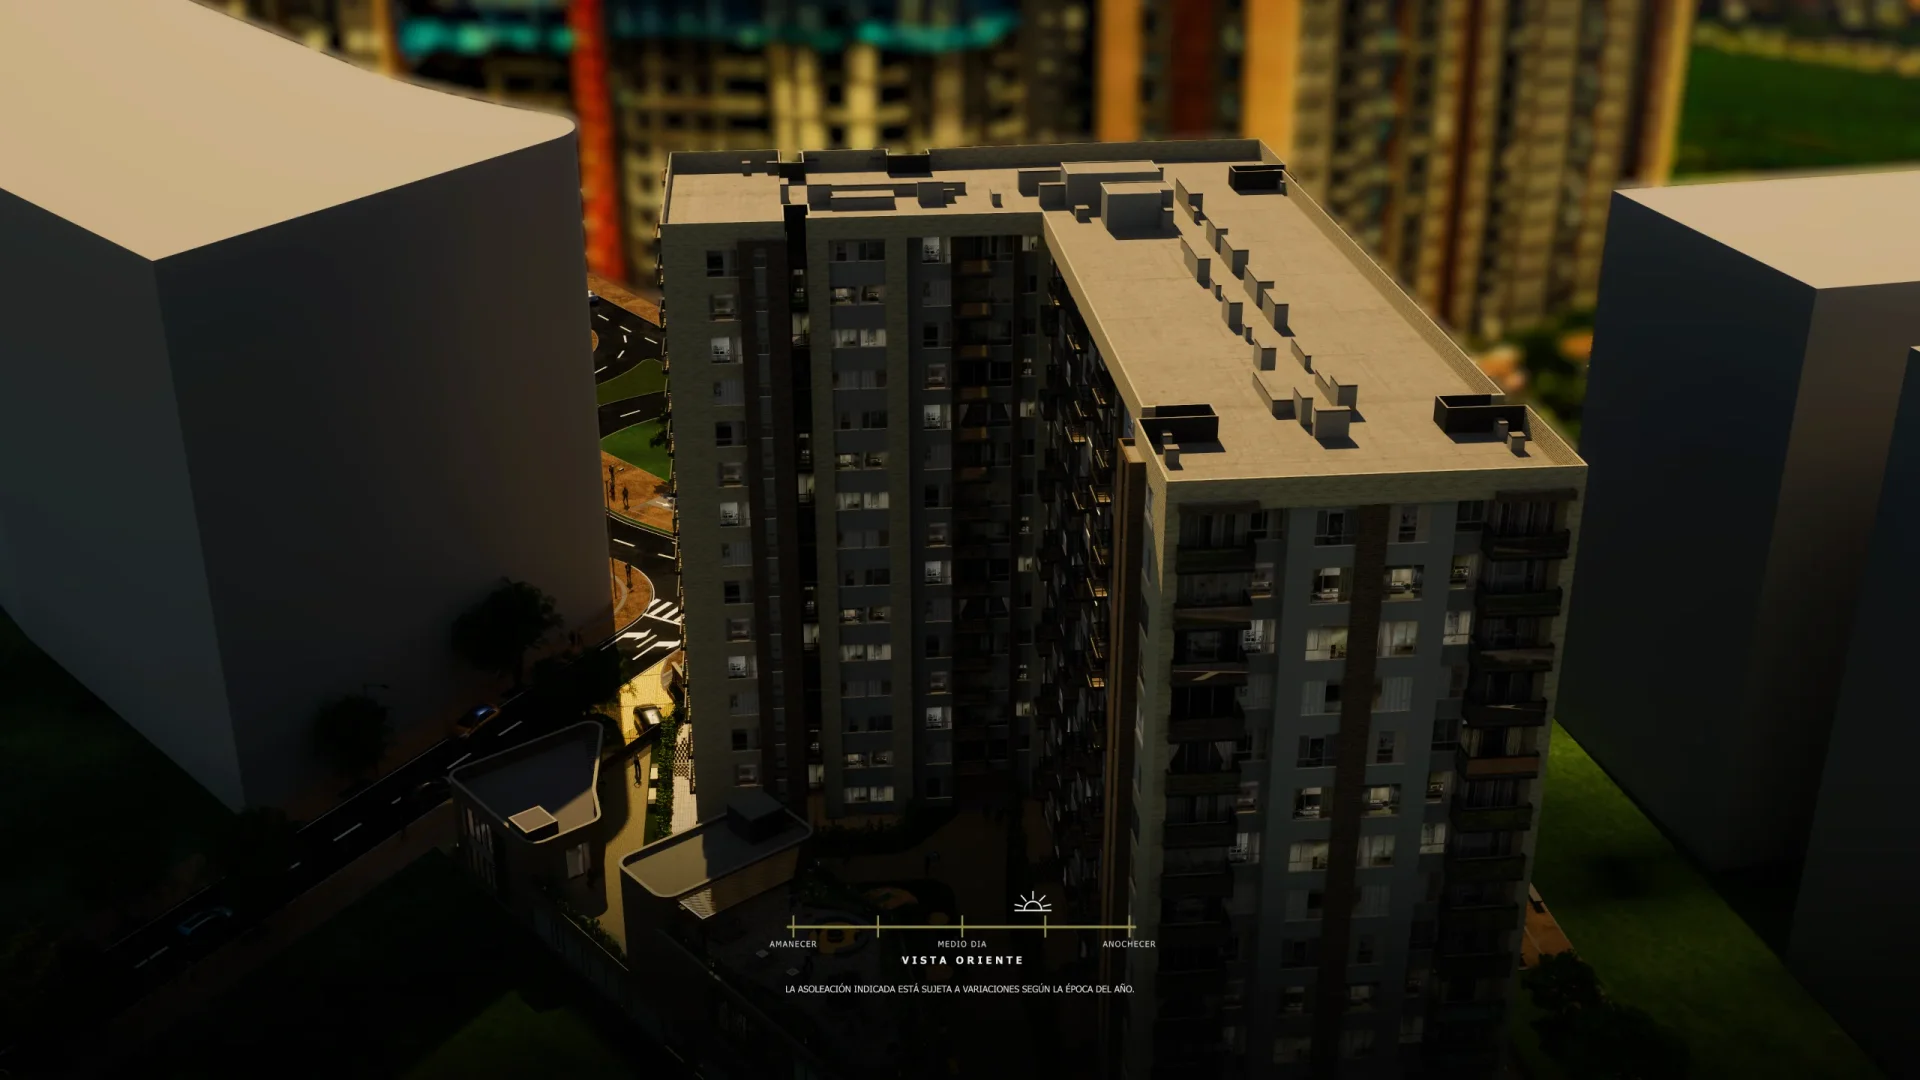 AMANECER
MEDIO DIA
ANOCHECER
VISTA ORIENTE
LA ASOLEACIÓN INDICADA ESTÁ SUJETA A VARIACIONES SEGÚN LA ÉPOCA DEL AÑO.